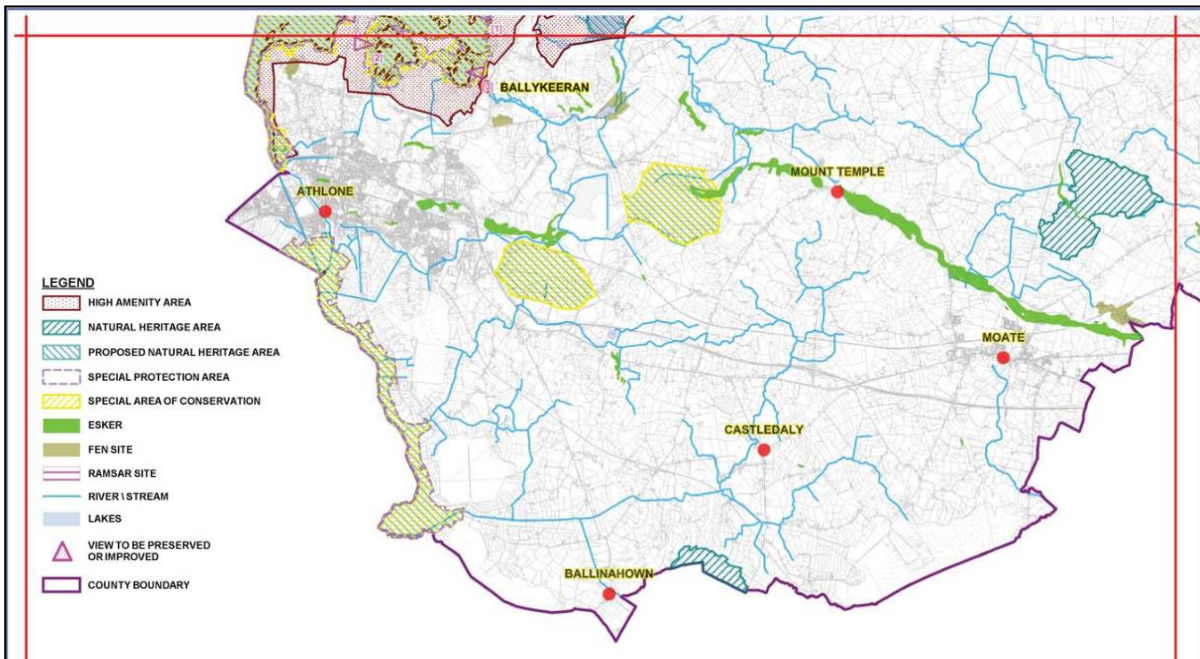 BALLYKEERAN
MOUNT TEMPLE
ATHLONE
MOATE
CASTLEDALY
BALLINAHOWN
LEGEND
HIGH AMENITY AREA
NATURAL HERITAGE AREA
PROPOSED NATURAL HERITAGE AREA
SPECIAL PROTECTION AREA
SPECIAL AREA OF CONSERVATION
ESKER
FEN SITE
RAMSAR SITE
RIVER \ STREAM
LAKES
VIEW TO BE PRESERVED
OR IMPROVED
COUNTY BOUNDARY